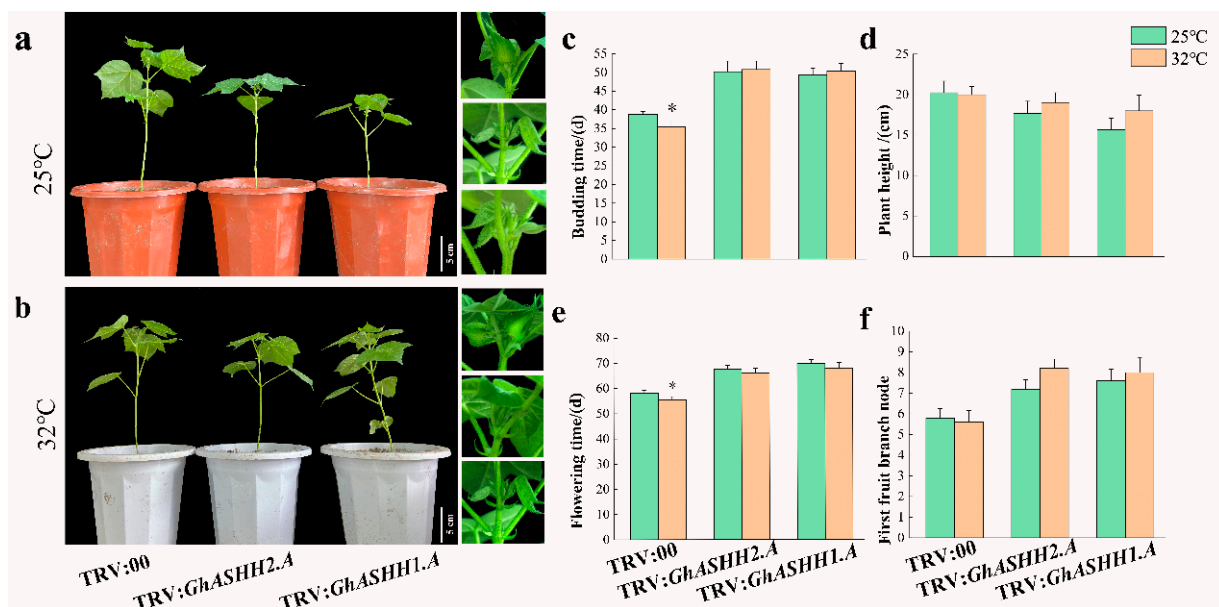 a
25°C
5 cm
b
32°C
5 cm
TRV:00
TRV:GhASHH2.A
TRV:GhASHH1.A
c
Budding time/(d)
55
50
45
40
35
30
25
20
15
10
5
0
*
d
25°C
32°C
Plant height /(cm)
25
20
15
10
5
0
e
Flowering time/(d)
80
70
60
50
40
30
20
10
0
*
TRV:00
TRV:GhASHH2.A
TRV:GhASHH1.A
f
First fruit branch node
10
9
8
7
6
5
4
3
2
1
0
TRV:00
TRV:GhASHH2.A
TRV:GhASHH1.A